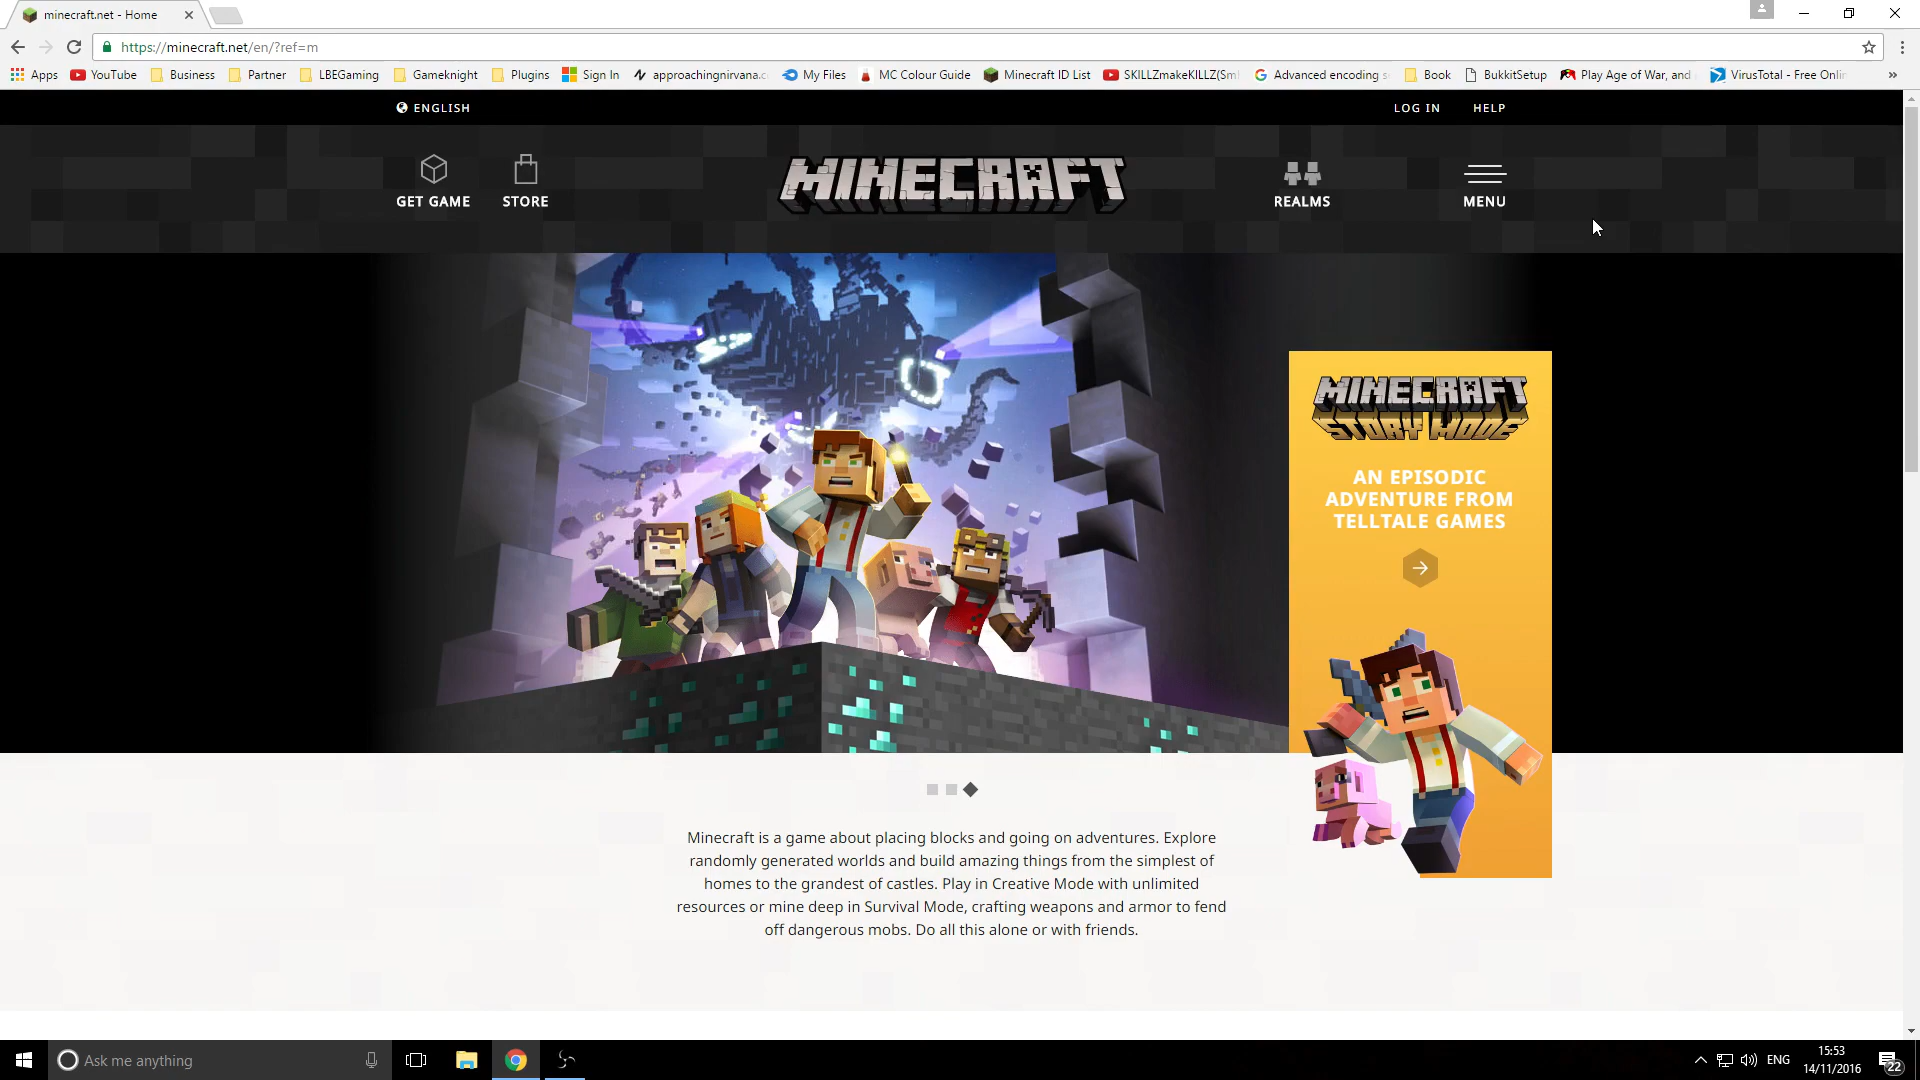 minecraft.net - Home
https://minecraft.net/en/?ref=m
Apps YouTube Business Partner LBEGaming Gameknight Plugins Sign In approachingnirvana.c My Files MC Colour Guide Minecraft ID List SKILLZmakeKILLZ(Sm Advanced encoding s Book BukkitSetup Play Age of War, and VirusTotal - Free Onli »
ENGLISH LOG IN HELP
MINECRAFT
GET GAME STORE REALMS MENU
MINECRAFT
STORY MODE
AN EPISODIC
ADVENTURE FROM
TELLTALE GAMES
Minecraft is a game about placing blocks and going on adventures. Explore
randomly generated worlds and build amazing things from the simplest of
homes to the grandest of castles. Play in Creative Mode with unlimited
resources or mine deep in Survival Mode, crafting weapons and armor to fend
off dangerous mobs. Do all this alone or with friends.
Ask me anything
ENG
15:53
14/11/2016
22